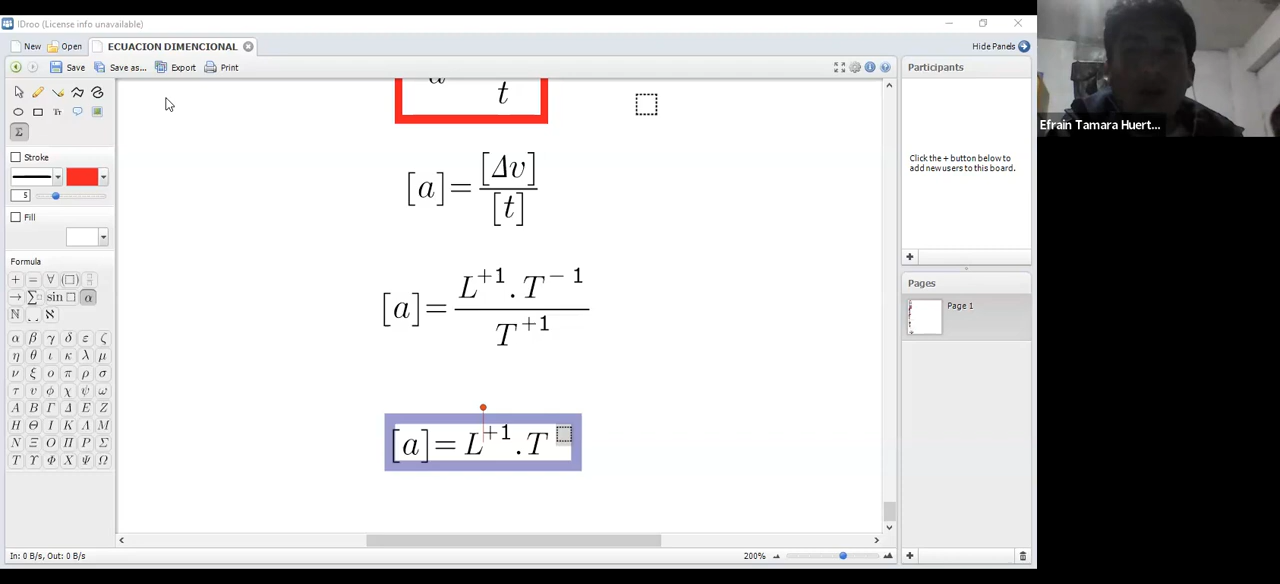 IDroo (License info unavailable)
New Open ECUACION DIMENCIONAL Hide Panels
Save Save as... Export Print
Participants
Efrain Tamara Huert...
Click the + button below to
add new users to this board.
Stroke
5
Fill
Formula
+ = ∀ (□)
→ ∑ sin □ α
ℕ ℵ
α β γ δ ε ζ
η θ ι κ λ μ
ν ξ ο π ρ σ
τ υ φ χ ψ ω
Α Β Γ Δ Ε Ζ
Η Θ Ι Κ Λ Μ
Ν Ξ Ο Π Ρ Σ
Τ Υ Φ Χ Ψ Ω
t
[a] = [Δv] / [t]
[a] = L^+1 . T^-1 / T^+1
[a] = L^+1 . T
Pages
Page 1
In: 0 B/s, Out: 0 B/s
200%